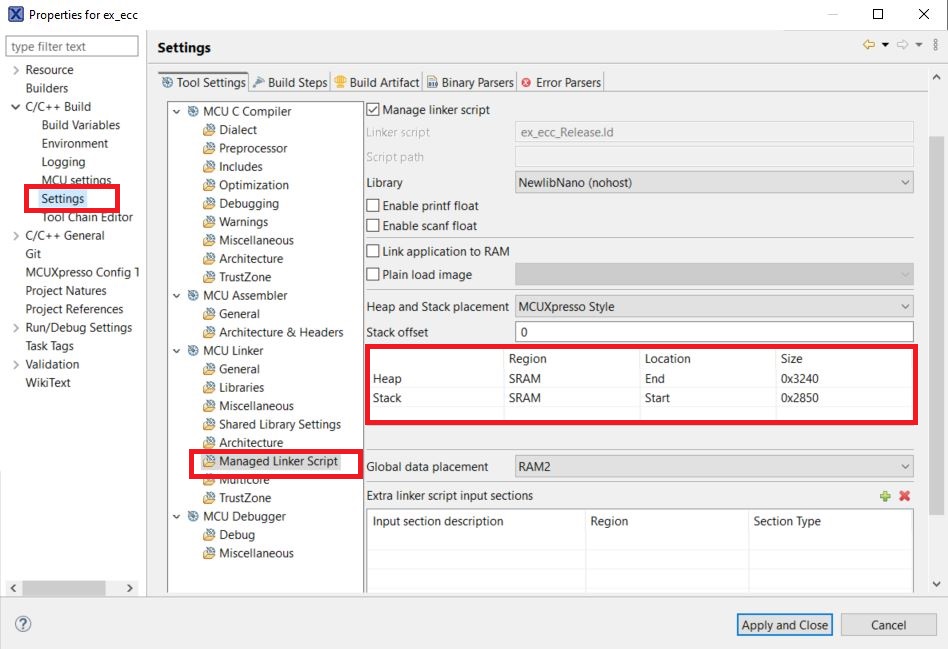 Properties for ex_ecc
type filter text
Resource
Builders
C/C++ Build
Build Variables
Environment
Logging
MCU settings
Settings
Tool Chain Editor
C/C++ General
Git
MCUXpresso Config T
Project Natures
Project References
Run/Debug Settings
Task Tags
Validation
WikiText
Settings
Tool Settings Build Steps Build Artifact Binary Parsers Error Parsers
MCU C Compiler
Dialect
Preprocessor
Includes
Optimization
Debugging
Warnings
Miscellaneous
Architecture
TrustZone
MCU Assembler
General
Architecture & Headers
MCU Linker
General
Libraries
Miscellaneous
Shared Library Settings
Architecture
Managed Linker Script
Multicore
TrustZone
MCU Debugger
Debug
Miscellaneous
Manage linker script
Linker script ex_ecc_Release.ld
Script path
Library NewlibNano (nohost)
Enable printf float
Enable scanf float
Link application to RAM
Plain load image
Heap and Stack placement MCUXpresso Style
Stack offset 0
Region Location Size
Heap SRAM End 0x3240
Stack SRAM Start 0x2850
Global data placement RAM2
Extra linker script input sections
Input section description Region Section Type
Apply and Close Cancel